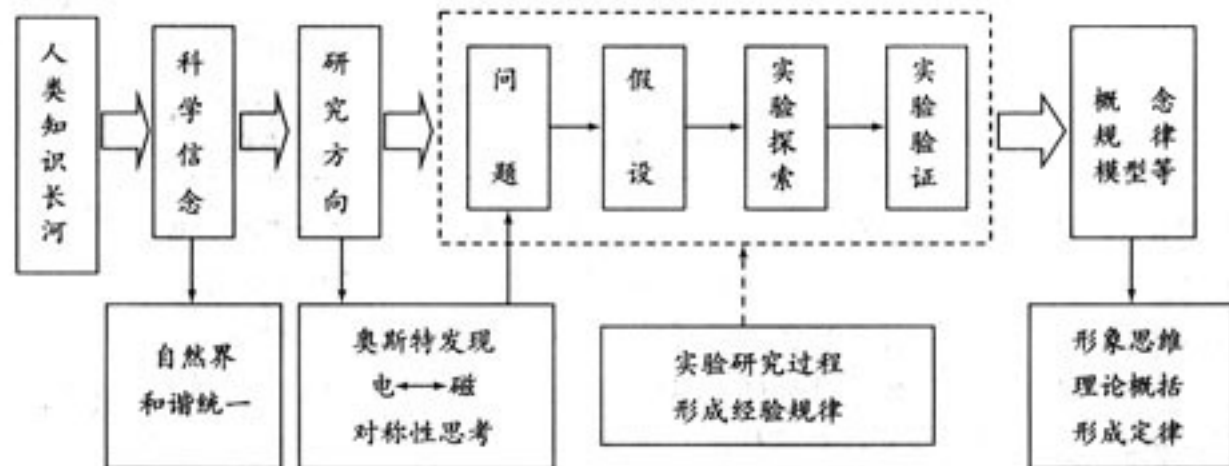 人类知识长河
科学信念
研究方向
问题
假设
实验探索
实验验证
概念
规律
模型等
自然界
和谐统一
奥斯特发现
电磁
对称性思考
实验研究过程
形成经验规律
形象思维
理论概括
形成定律